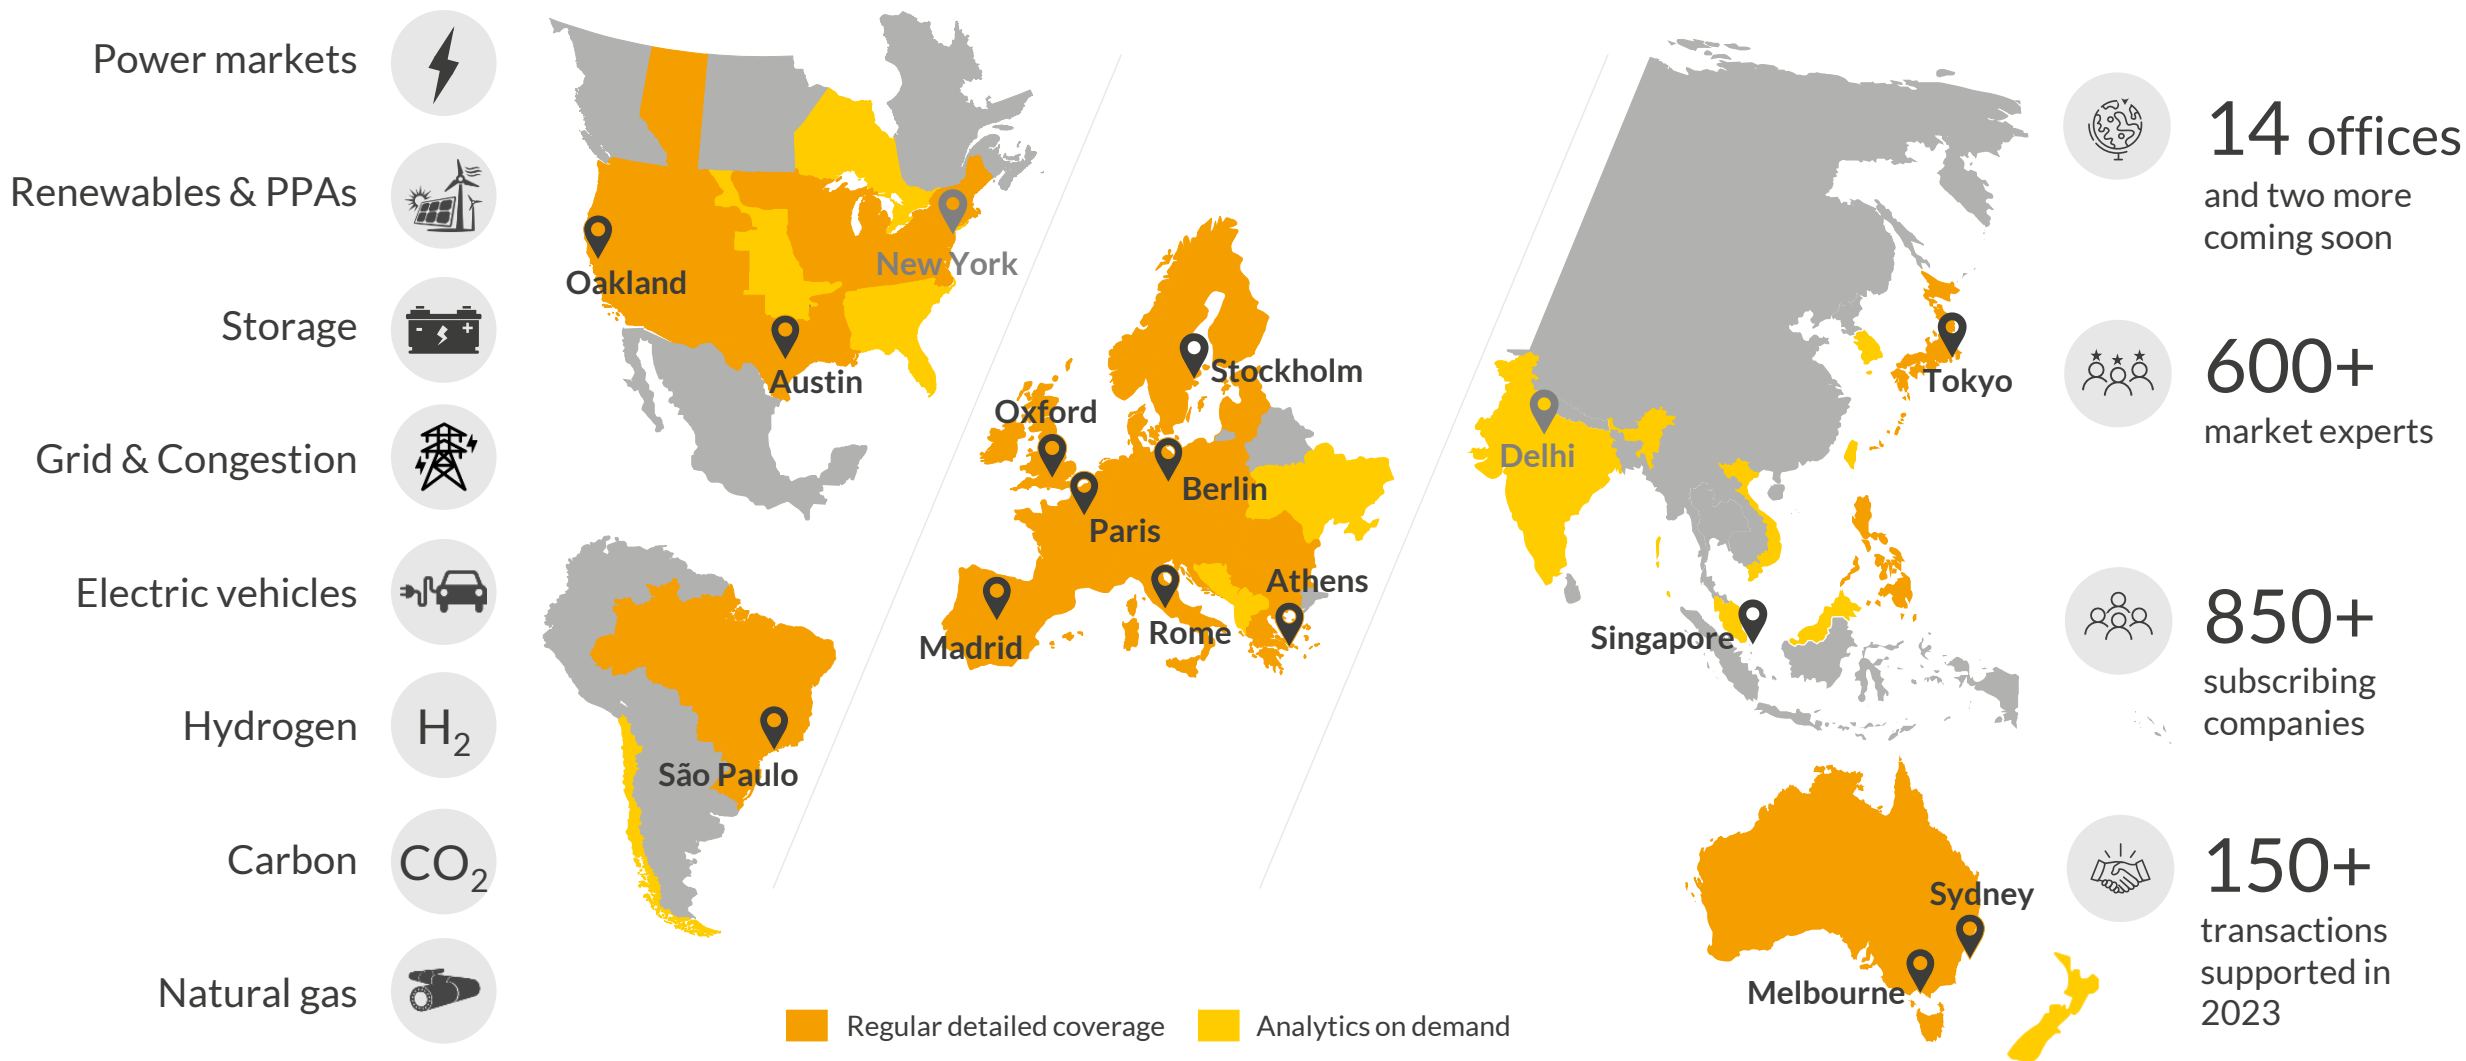 Power markets
Renewables & PPAs
Storage
Grid & Congestion
Electric vehicles
Hydrogen
H2
Carbon
CO2
Natural gas
Oakland
New York
Austin
São Paulo
Stockholm
Oxford
Berlin
Paris
Athens
Madrid
Rome
Tokyo
Delhi
Singapore
Sydney
Melbourne
Regular detailed coverage
Analytics on demand
14 offices
and two more
coming soon
600+
market experts
850+
subscribing
companies
150+
transactions
supported in
2023